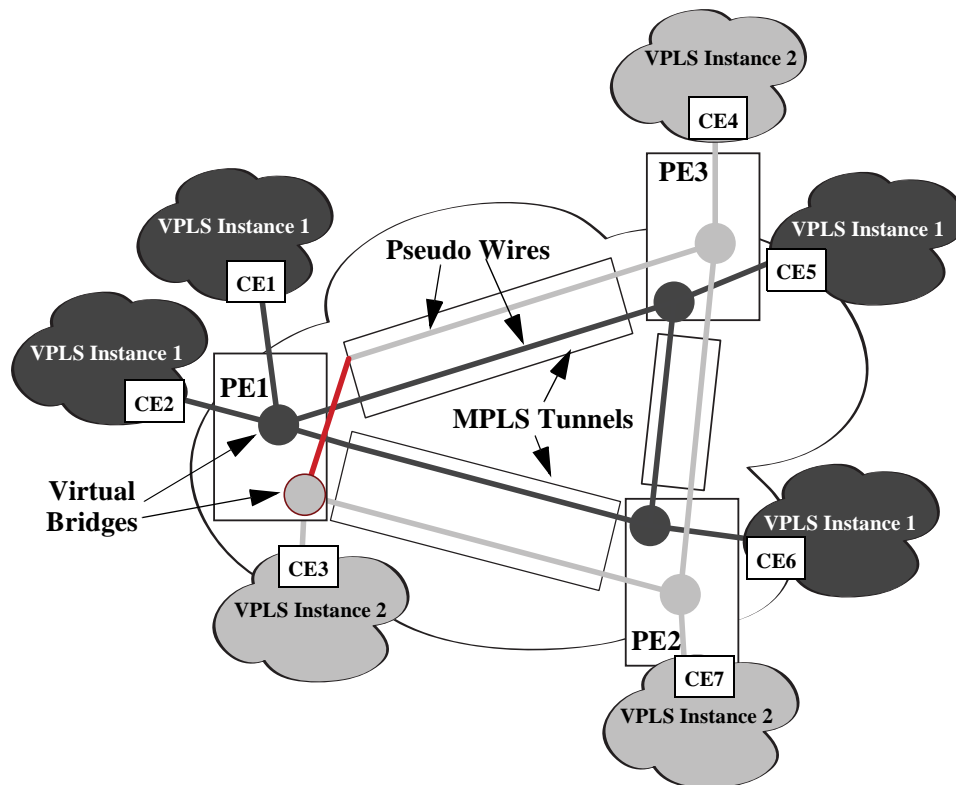 VPLS Instance 2
CE4
PE3
VPLS Instance 1
CE5
VPLS Instance 1
CE1
Pseudo Wires
VPLS Instance 1
CE2
PE1
MPLS Tunnels
Virtual
Bridges
VPLS Instance 1
CE6
CE3
VPLS Instance 2
PE2
CE7
VPLS Instance 2